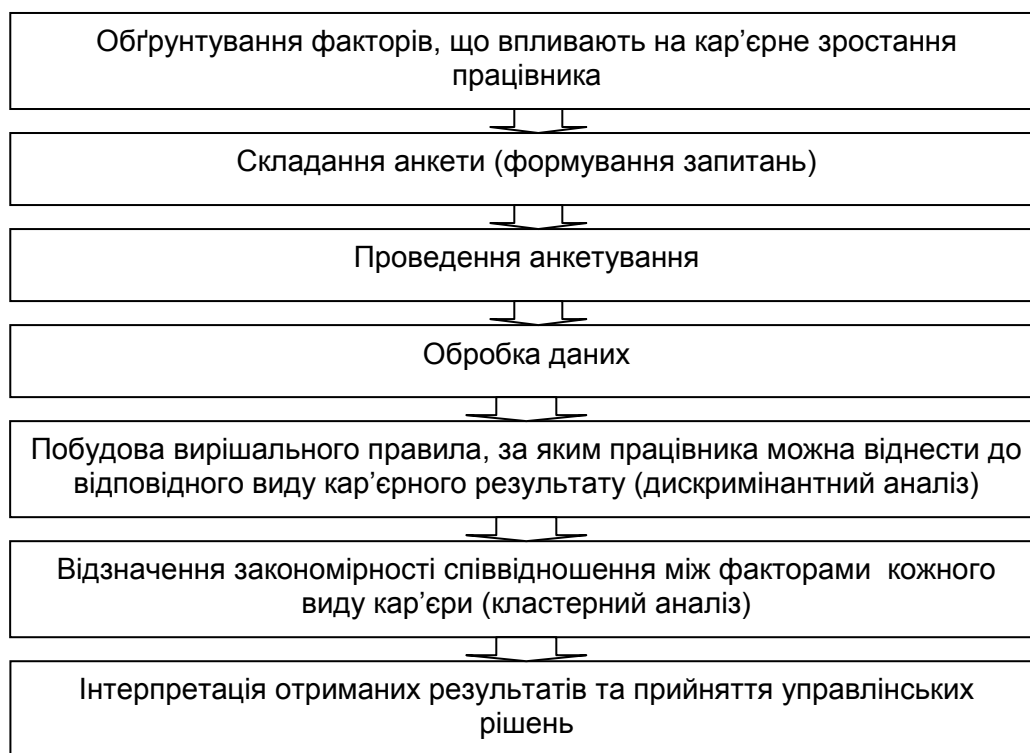 Обґрунтування факторів, що впливають на кар’єрне зростання
працівника
Складання анкети (формування запитань)
Проведення анкетування
Обробка даних
Побудова вирішального правила, за яким працівника можна віднести до
відповідного виду кар’єрного результату (дискримінантний аналіз)
Відзначення закономірності співвідношення між факторами кожного
виду кар’єри (кластерний аналіз)
Інтерпретація отриманих результатів та прийняття управлінських
рішень